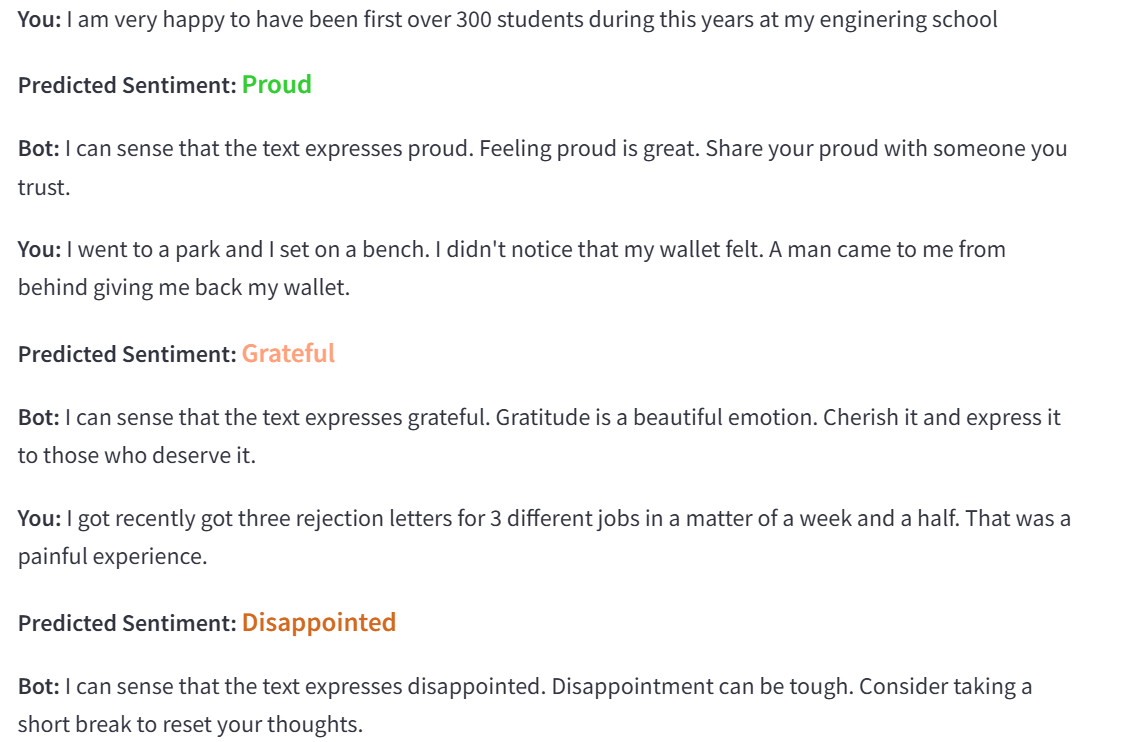 You: I am very happy to have been first over 300 students during this years at my enginering school
Predicted Sentiment: Proud
Bot: I can sense that the text expresses proud. Feeling proud is great. Share your proud with someone you
trust.
You: I went to a park and I set on a bench. I didn't notice that my wallet felt. A man came to me from
behind giving me back my wallet.
Predicted Sentiment: Grateful
Bot: I can sense that the text expresses grateful. Gratitude is a beautiful emotion. Cherish it and express it
to those who deserve it.
You: I got recently got three rejection letters for 3 different jobs in a matter of a week and a half. That was a
painful experience.
Predicted Sentiment: Disappointed
Bot: I can sense that the text expresses disappointed. Disappointment can be tough. Consider taking a
short break to reset your thoughts.